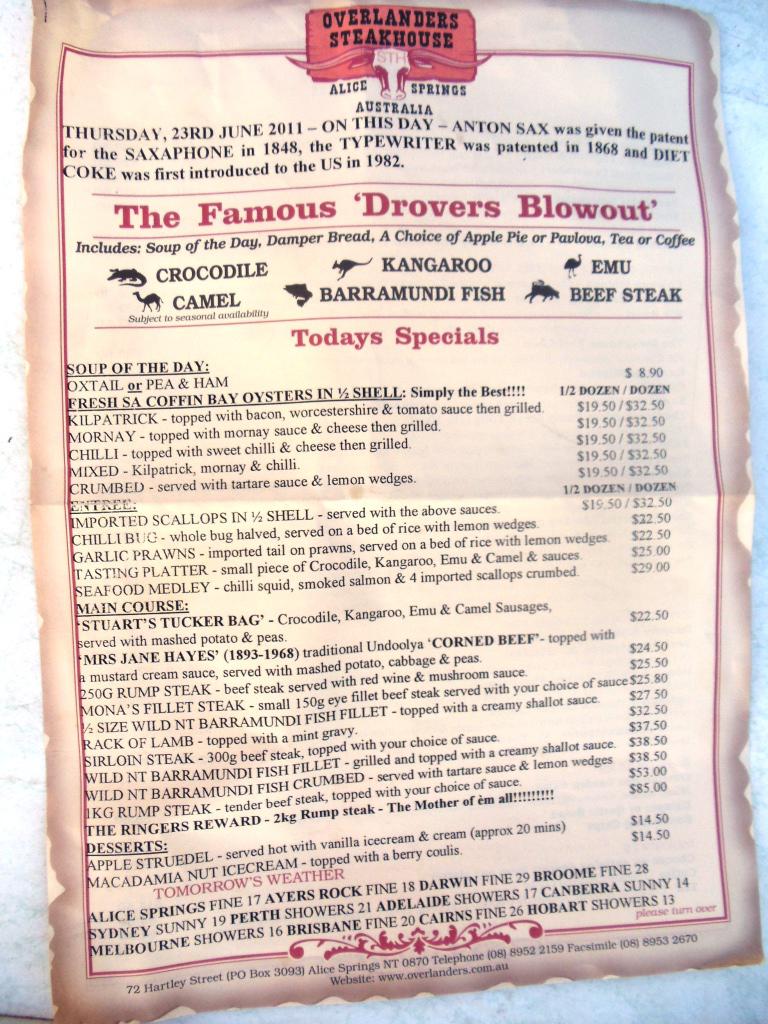 OVERLANDERS
STEAKHOUSE
STH
ALICE SPRINGS
AUSTRALIA
THURSDAY, 23RD JUNE 2011 – ON THIS DAY – ANTON SAX was given the patent
for the SAXAPHONE in 1848, the TYPEWRITER was patented in 1868 and DIET
COKE was first introduced to the US in 1982.
The Famous 'Drovers Blowout'
Includes: Soup of the Day, Damper Bread, A Choice of Apple Pie or Pavlova, Tea or Coffee
CROCODILE KANGAROO EMU
CAMEL BARRAMUNDI FISH BEEF STEAK
Subject to seasonal availability
Todays Specials
SOUP OF THE DAY:
OXTAIL or PEA & HAM $ 8.90
FRESH SA COFFIN BAY OYSTERS IN ½ SHELL: Simply the Best!!!! 1/2 DOZEN / DOZEN
KILPATRICK - topped with bacon, worcestershire & tomato sauce then grilled. $19.50 / $32.50
MORNAY - topped with mornay sauce & cheese then grilled. $19.50 / $32.50
CHILLI - topped with sweet chilli & cheese then grilled. $19.50 / $32.50
MIXED - Kilpatrick, mornay & chilli. $19.50 / $32.50
CRUMBED - served with tartare sauce & lemon wedges. $19.50 / $32.50
ENTREE: 1/2 DOZEN / DOZEN
IMPORTED SCALLOPS IN ½ SHELL - served with the above sauces. $19.50 / $32.50
CHILLI BUG - whole bug halved, served on a bed of rice with lemon wedges. $22.50
GARLIC PRAWNS - imported tail on prawns, served on a bed of rice with lemon wedges. $22.50
TASTING PLATTER - small piece of Crocodile, Kangaroo, Emu & Camel & sauces. $25.00
SEAFOOD MEDLEY - chilli squid, smoked salmon & 4 imported scallops crumbed. $29.00
MAIN COURSE:
'STUART'S TUCKER BAG' - Crocodile, Kangaroo, Emu & Camel Sausages, $22.50
served with mashed potato & peas.
'MRS JANE HAYES' (1893-1968) traditional Undoolya 'CORNED BEEF'- topped with
a mustard cream sauce, served with mashed potato, cabbage & peas. $24.50
250G RUMP STEAK - beef steak served with red wine & mushroom sauce. $25.50
MONA'S FILLET STEAK - small 150g eye fillet beef steak served with your choice of sauce $25.80
½ SIZE WILD NT BARRAMUNDI FISH FILLET - topped with a creamy shallot sauce. $27.50
RACK OF LAMB - topped with a mint gravy. $32.50
SIRLOIN STEAK - 300g beef steak, topped with your choice of sauce. $37.50
WILD NT BARRAMUNDI FISH FILLET - grilled and topped with a creamy shallot sauce. $38.50
WILD NT BARRAMUNDI FISH CRUMBED - served with tartare sauce & lemon wedges $38.50
1KG RUMP STEAK - tender beef steak, topped with your choice of sauce. $53.00
THE RINGERS REWARD - 2kg Rump steak - The Mother of èm all!!!!!!!!! $85.00
DESSERTS:
APPLE STRUEDEL - served hot with vanilla icecream & cream (approx 20 mins) $14.50
MACADAMIA NUT ICECREAM - topped with a berry coulis. $14.50
TOMORROW'S WEATHER
ALICE SPRINGS FINE 17 AYERS ROCK FINE 18 DARWIN FINE 29 BROOME FINE 28
SYDNEY SUNNY 19 PERTH SHOWERS 21 ADELAIDE SHOWERS 17 CANBERRA SUNNY 14
MELBOURNE SHOWERS 16 BRISBANE FINE 20 CAIRNS FINE 26 HOBART SHOWERS 13
please turn over
72 Hartley Street (PO Box 3093) Alice Springs NT 0870 Telephone (08) 8952 2159 Facsimile (08) 8953 2670
Website: www.overlanders.com.au